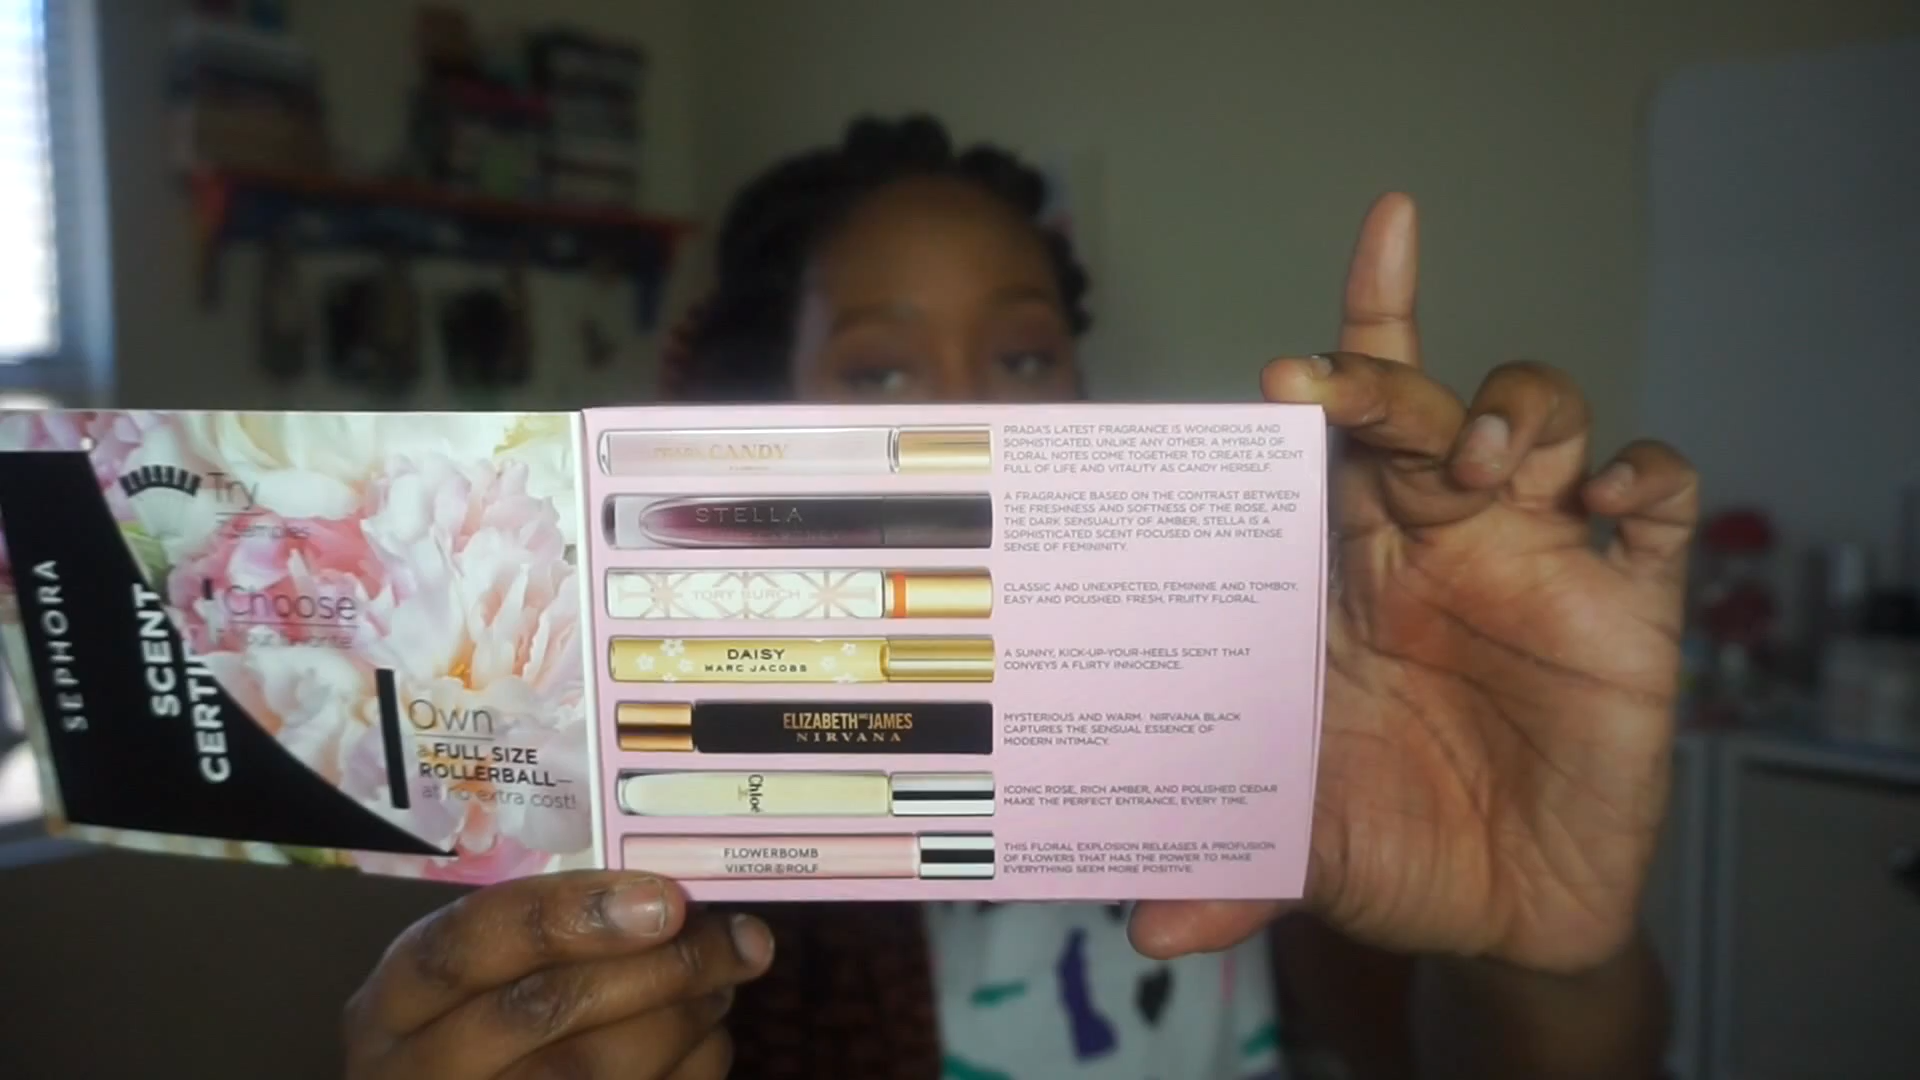 SEPHORA
SCENT
Try
7 samples
Choose
your favorite
Own
a FULL SIZE
ROLLERBALL—
at no extra cost!
PRADA CANDY
PRADA'S LATEST FRAGRANCE IS WONDROUS AND
SOPHISTICATED, UNLIKE ANY OTHER. A MYRIAD OF
FLORAL NOTES COME TOGETHER TO CREATE A SCENT
FULL OF LIFE AND VITALITY AS CANDY HERSELF.
STELLA
A FRAGRANCE BASED ON THE CONTRAST BETWEEN
THE FRESHNESS AND SOFTNESS OF THE ROSE, AND
THE DARK SENSUALITY OF AMBER, STELLA IS A
SOPHISTICATED SCENT FOCUSED ON AN INTENSE
SENSE OF FEMININITY.
TORY BURCH
CLASSIC AND UNEXPECTED, FEMININE AND TOMBOY,
EASY AND POLISHED. FRESH, FRUITY FLORAL.
DAISY
MARC JACOBS
A SUNNY, KICK-UP-YOUR-HEELS SCENT THAT
CONVEYS A FLIRTY INNOCENCE.
ELIZABETH AND JAMES
NIRVANA
MYSTERIOUS AND WARM. NIRVANA BLACK
CAPTURES THE SENSUAL ESSENCE OF
MODERN INTIMACY.
Chloé
ICONIC ROSE, RICH AMBER, AND POLISHED CEDAR
MAKE THE PERFECT ENTRANCE, EVERY TIME.
FLOWERBOMB
VIKTOR&ROLF
THIS FLORAL EXPLOSION RELEASES A PROFUSION
OF FLOWERS THAT HAS THE POWER TO MAKE
EVERYTHING SEEM MORE POSITIVE.